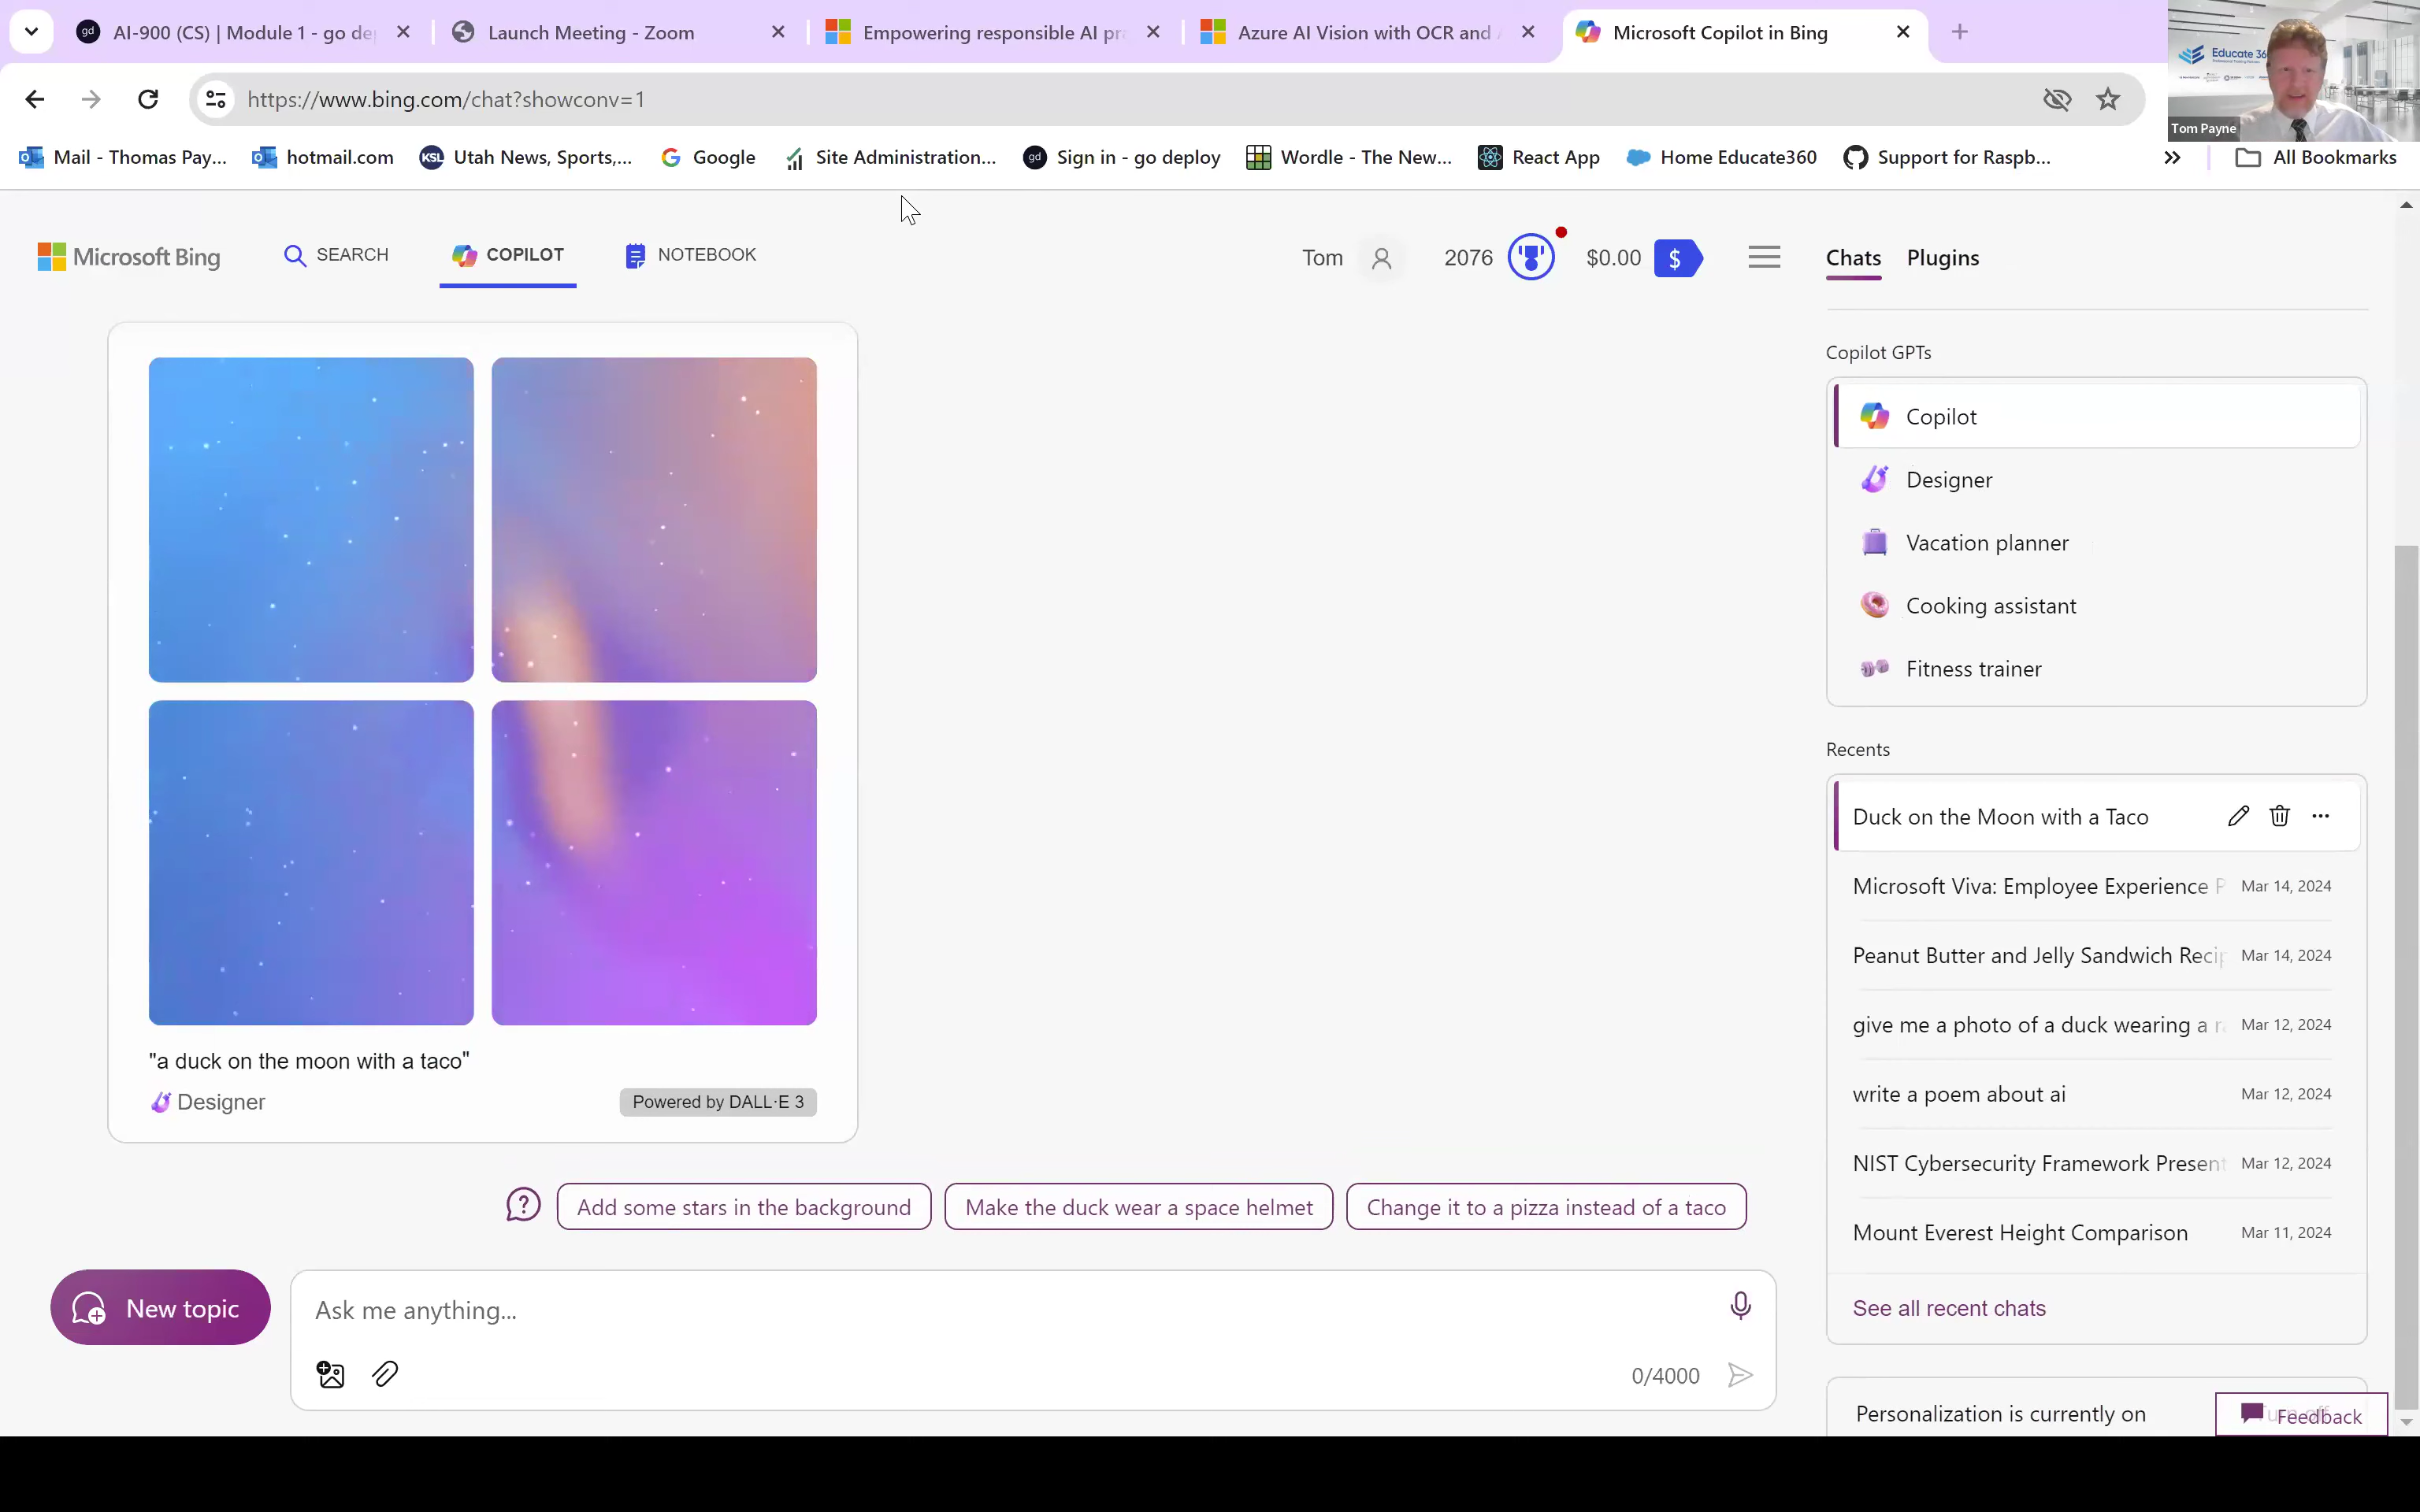 AI-900 (CS) | Module 1 - go de
Launch Meeting - Zoom
Empowering responsible AI pr
Azure AI Vision with OCR and
Microsoft Copilot in Bing
https://www.bing.com/chat?showconv=1
Mail - Thomas Pay...
hotmail.com
KSL
Utah News, Sports,...
Google
Site Administration...
gd
Sign in - go deploy
Wordle - The New...
React App
Home Educate360
Support for Raspb...
All Bookmarks
Educate 36
Tom Payne
Microsoft Bing
SEARCH
COPILOT
NOTEBOOK
Tom
2076
$0.00
$
Chats
Plugins
"a duck on the moon with a taco"
Designer
Powered by DALL·E 3
Add some stars in the background
Make the duck wear a space helmet
Change it to a pizza instead of a taco
New topic
Ask me anything...
0/4000
Copilot GPTs
Copilot
Designer
Vacation planner
Cooking assistant
Fitness trainer
Recents
Duck on the Moon with a Taco
Microsoft Viva: Employee Experience P Mar 14, 2024
Peanut Butter and Jelly Sandwich Recip Mar 14, 2024
give me a photo of a duck wearing a ra Mar 12, 2024
write a poem about ai Mar 12, 2024
NIST Cybersecurity Framework Present Mar 12, 2024
Mount Everest Height Comparison Mar 11, 2024
See all recent chats
Personalization is currently on
Feedback